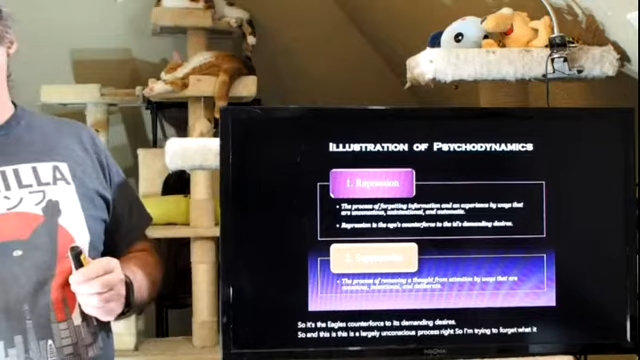 ILLA
ILLUSTRATION OF PSYCHODYNAMICS
1. Repression
• The process of forgetting information and an experience by ways that
are unconscious, unintentional, and automatic.
• Repression is the ego's counterforce to the id's demanding desires.
2. Suppression
• The process of removing a thought from attention by ways that are
conscious, intentional, and deliberate.
So it's the Eagles counterforce to its demanding desires.
So and this is this is a largely unconscious process right So I'm trying to forget what it
INSIGNIA